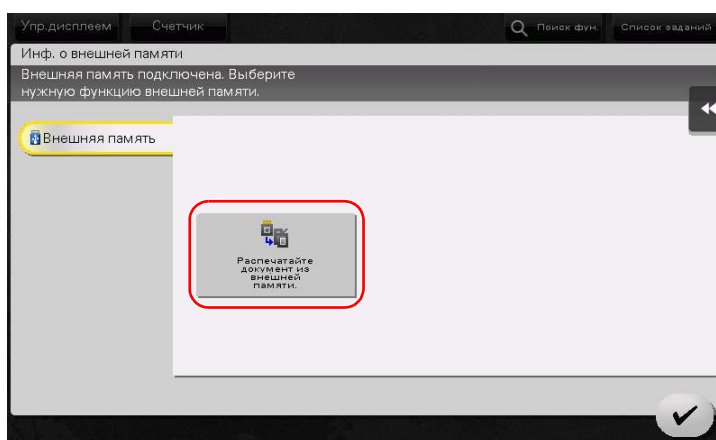 Упр.дисплеем Счетчик Поиск фун. Список заданий
Инф. о внешней памяти
Внешняя память подключена. Выберите
нужную функцию внешней памяти.
Внешняя память
Распечатайте
документ из
внешней
памяти.